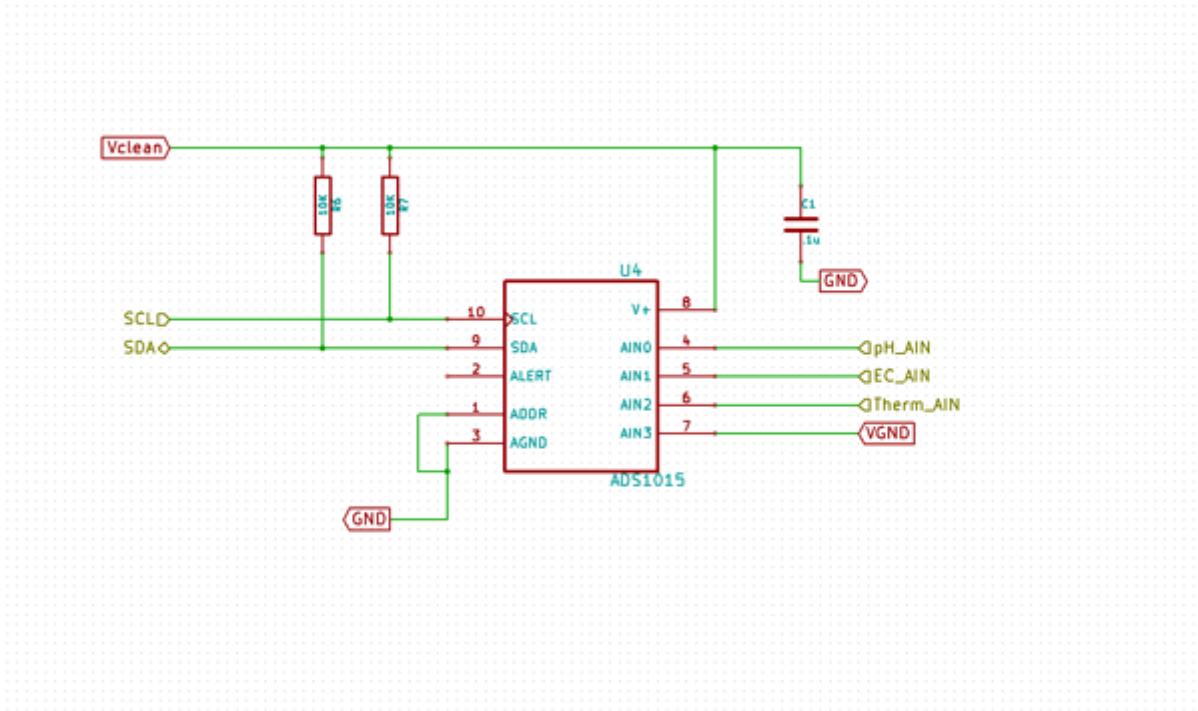 Vclean
10K
R6
10K
R7
C1
.1u
GND
U4
V+
8
SCL
10
SCL
SDA
9
SDA
AIN0
4
pH_AIN
2
ALERT
AIN1
5
EC_AIN
1
ADDR
AIN2
6
Therm_AIN
3
AGND
AIN3
7
VGND
ADS1015
GND